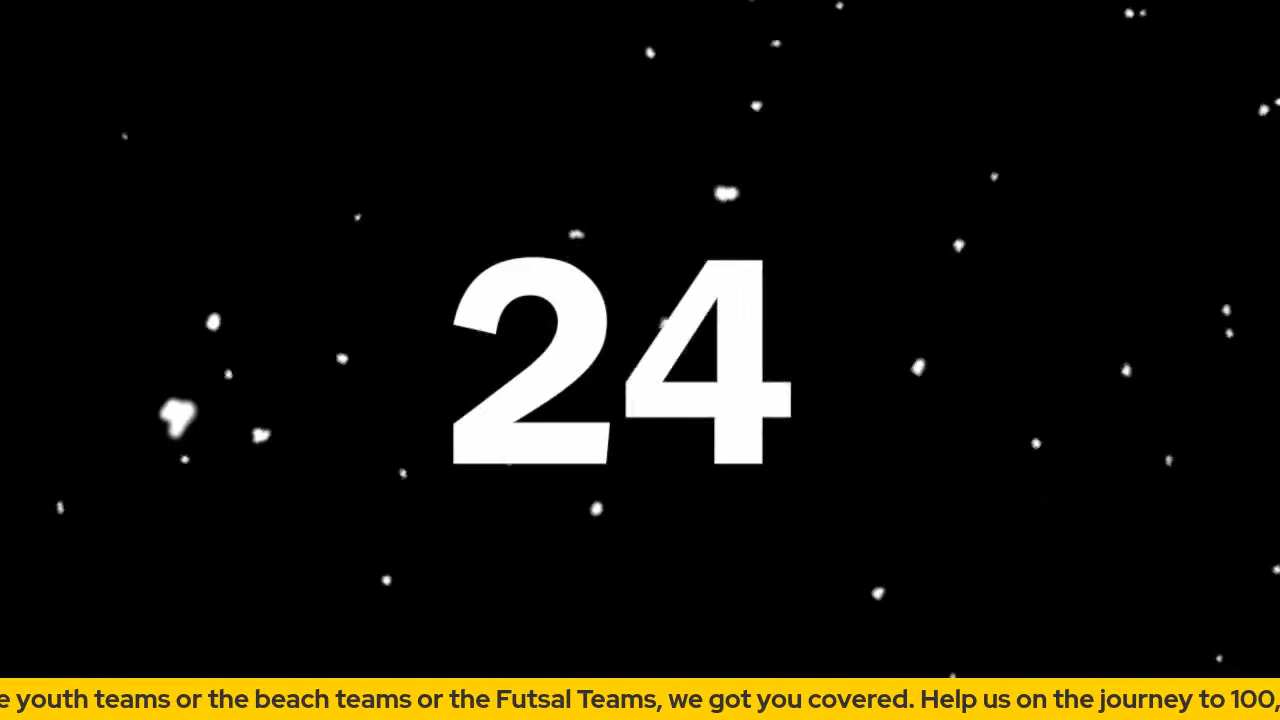 24
youth teams or the beach teams or the Futsal Teams, we got you covered. Help us on the journey to 100,